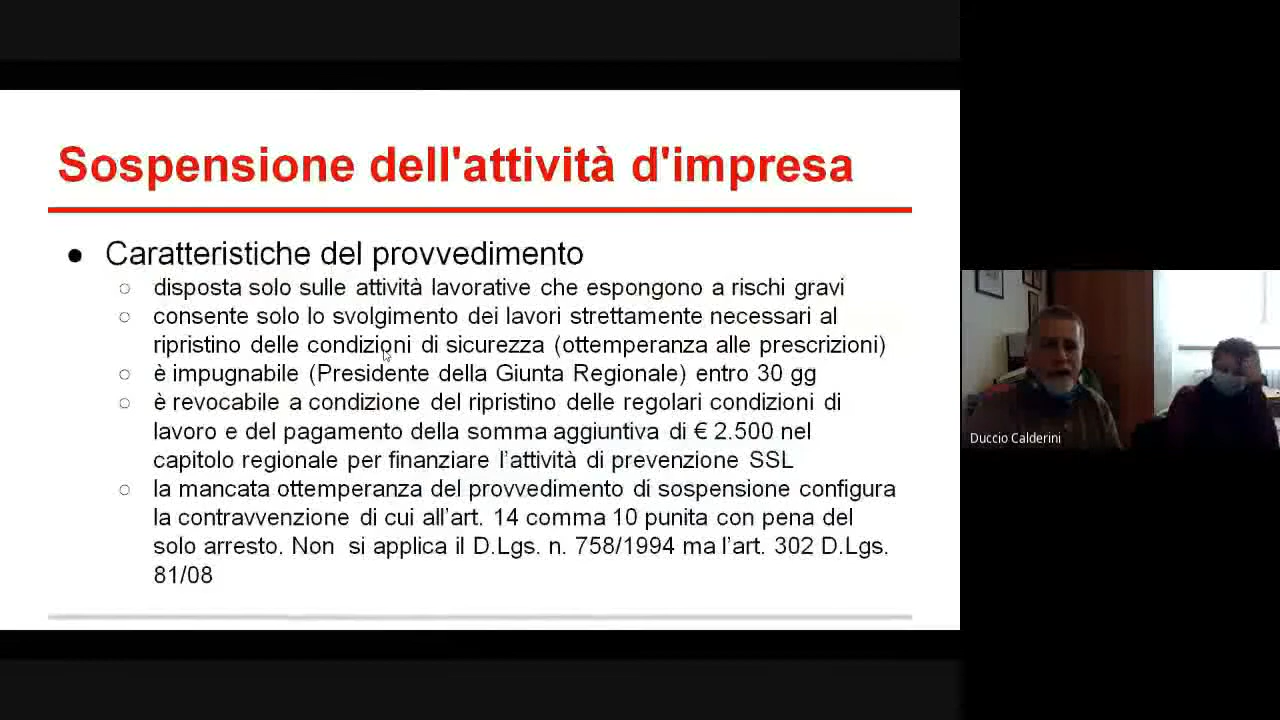 Sospensione dell'attività d'impresa
● Caratteristiche del provvedimento
○ disposta solo sulle attività lavorative che espongono a rischi gravi
○ consente solo lo svolgimento dei lavori strettamente necessari al
ripristino delle condizioni di sicurezza (ottemperanza alle prescrizioni)
○ è impugnabile (Presidente della Giunta Regionale) entro 30 gg
○ è revocabile a condizione del ripristino delle regolari condizioni di
lavoro e del pagamento della somma aggiuntiva di € 2.500 nel
capitolo regionale per finanziare l’attività di prevenzione SSL
○ la mancata ottemperanza del provvedimento di sospensione configura
la contravvenzione di cui all’art. 14 comma 10 punita con pena del
solo arresto. Non si applica il D.Lgs. n. 758/1994 ma l’art. 302 D.Lgs.
81/08
Duccio Calderini